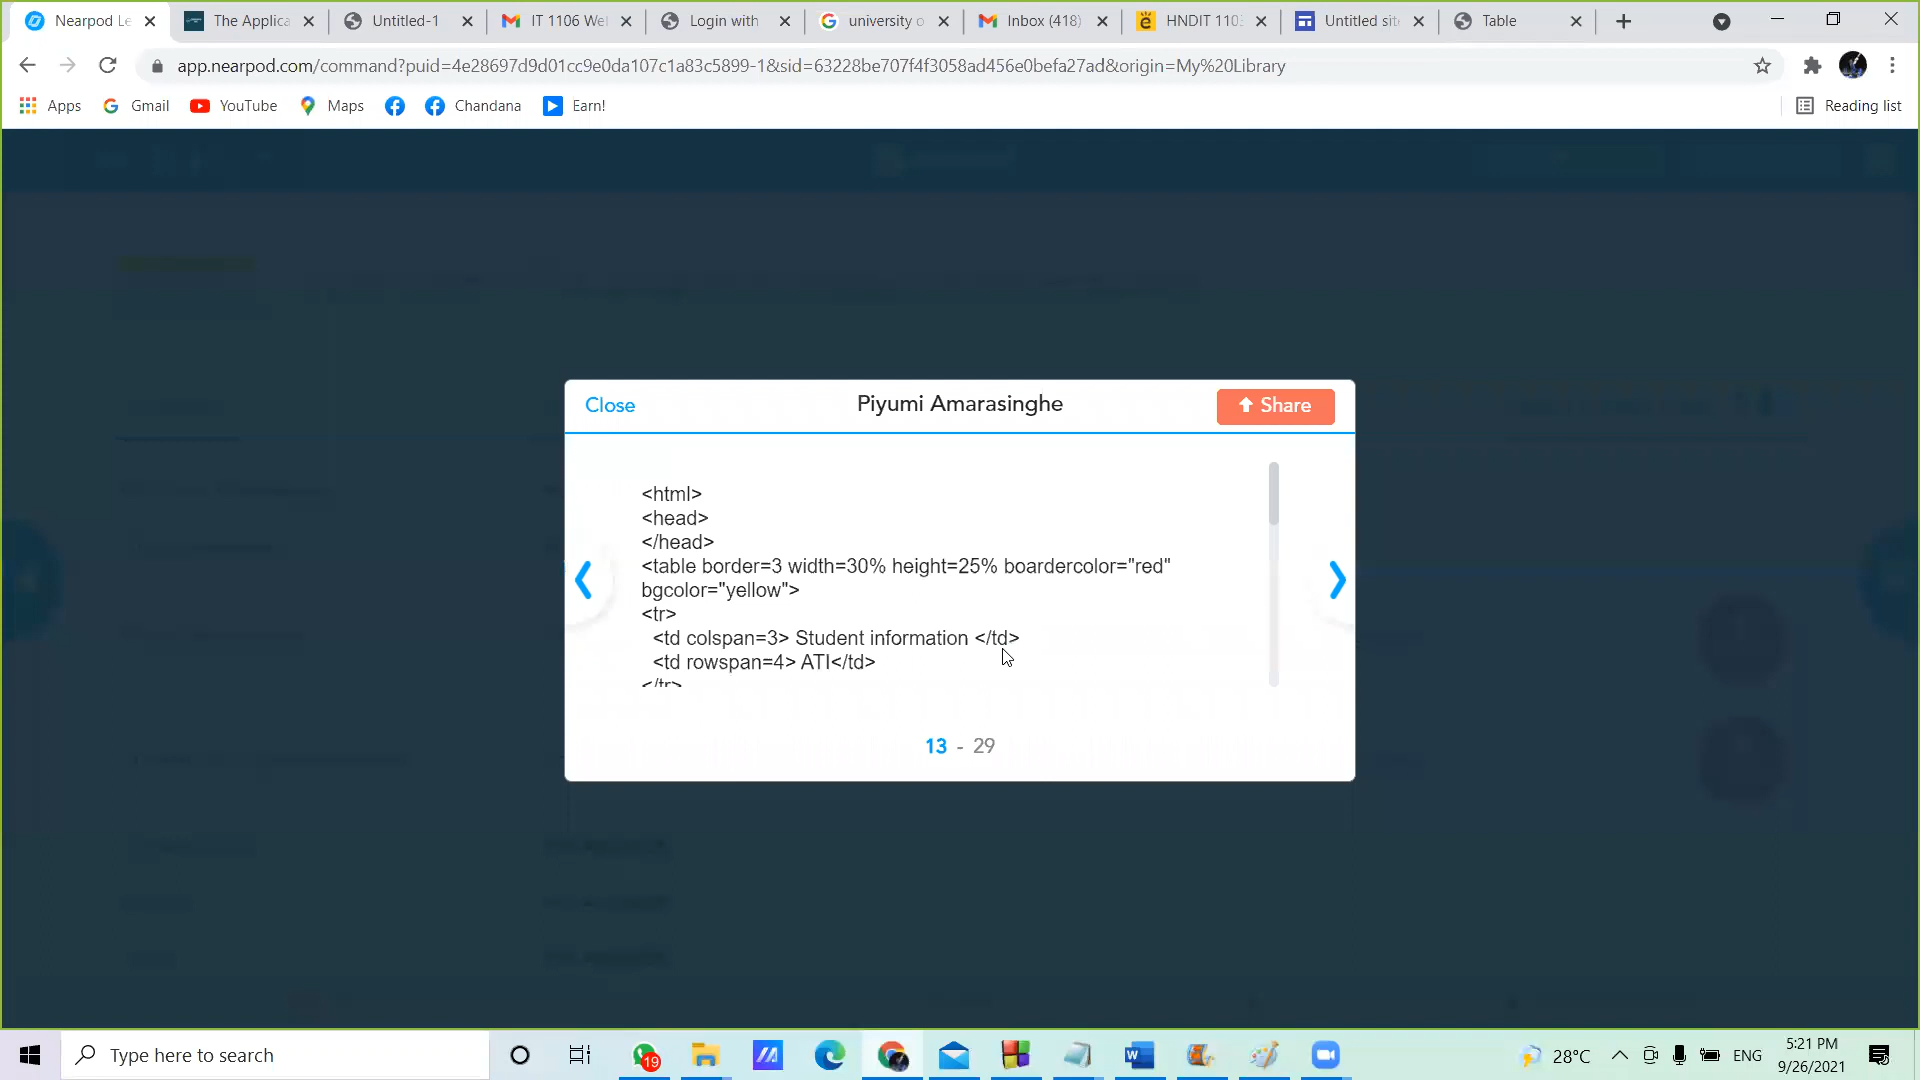 Nearpod Le
The Applica
Untitled-1
IT 1106 Wel
Login with
university o
Inbox (418)
HNDIT 110
Untitled sit
Table
app.nearpod.com/command?puid=4e28697d9d01cc9e0da107c1a83c5899-1&sid=63228be707f4f3058ad456e0befa27ad&origin=My%20Library
Apps
Gmail
YouTube
Maps
Chandana
Earn!
Reading list
Close
Piyumi Amarasinghe
Share
<html>
<head>
</head>
<table border=3 width=30% height=25% boardercolor="red"
bgcolor="yellow">
<tr>
<td colspan=3> Student information </td>
<td rowspan=4> ATI</td>
</tr>
13 - 29
Type here to search
19
28°C
ENG
5:21 PM
9/26/2021